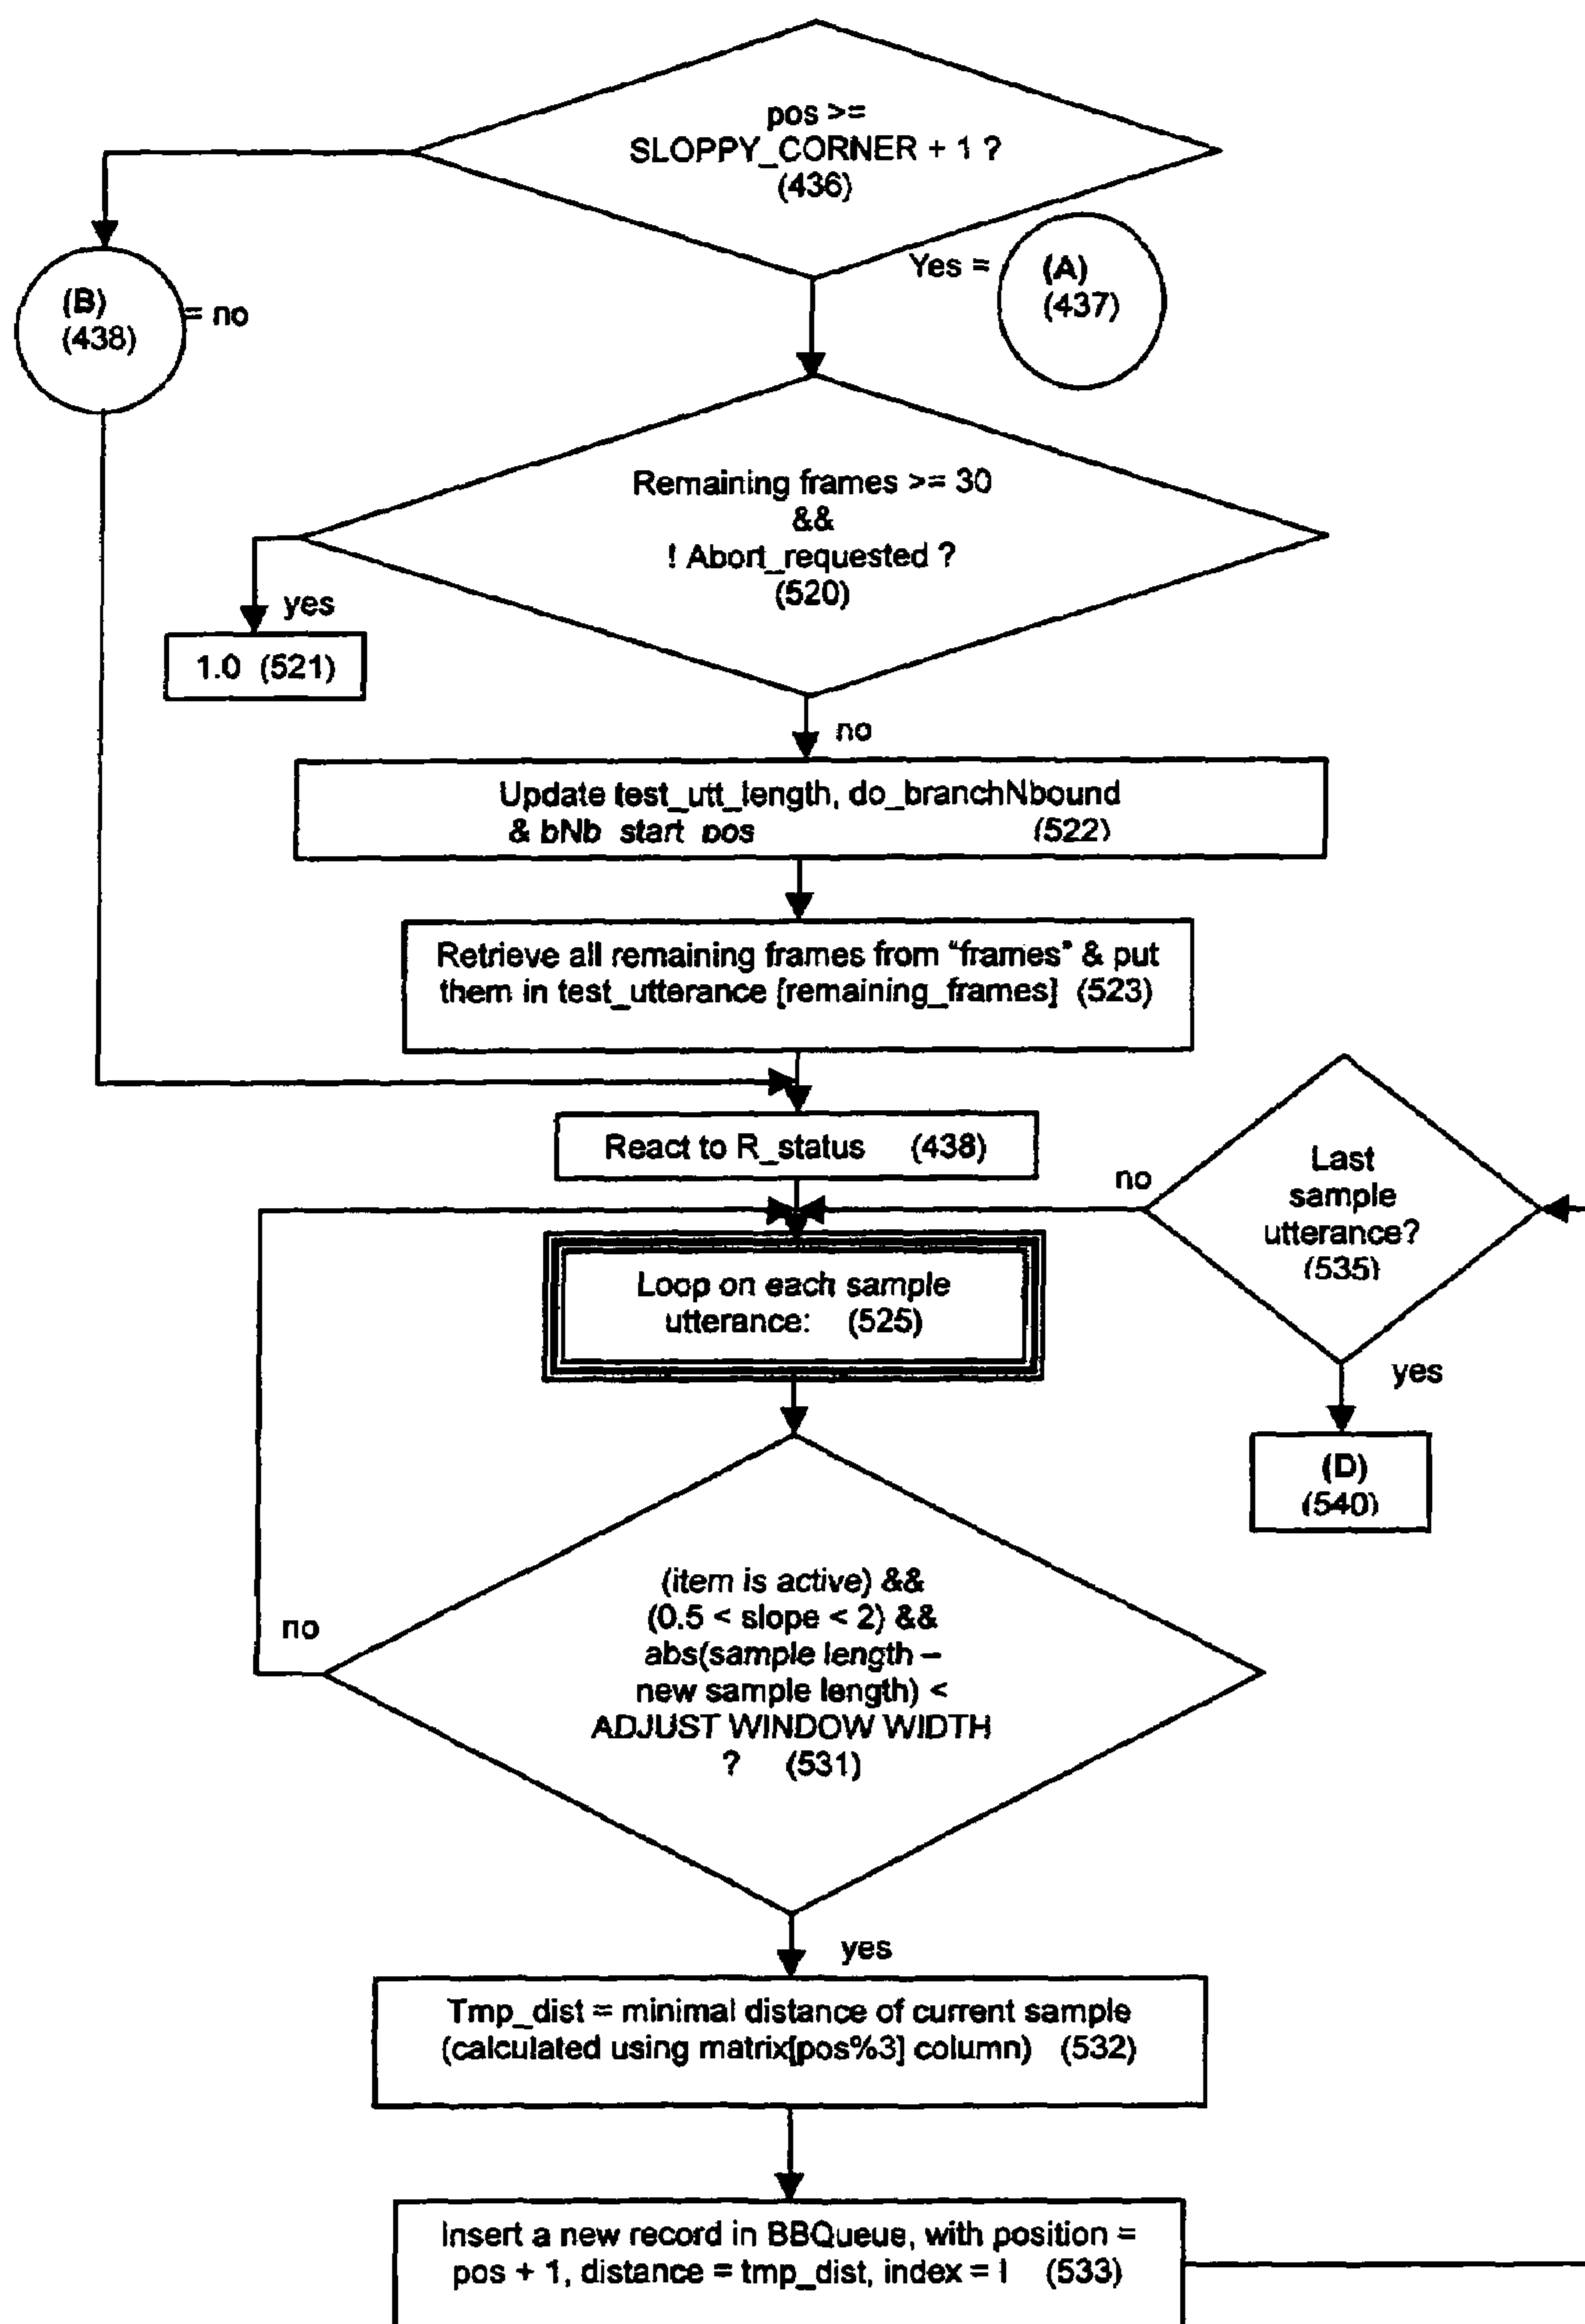 pos >=
SLOPPY_CORNER + 1 ?
(436)
Yes =
(A)
(437)
(B)
(438)
= no
Remaining frames >= 30
&&
! Abort_requested ?
(520)
yes
1.0 (521)
no
Update test_utt_length, do_branchNbound
& bNb_start_pos (522)
Retrieve all remaining frames from "frames" & put
them in test_utterance [remaining_frames] (523)
React to R_status (438)
no
Last
sample
utterance?
(535)
Loop on each sample
utterance: (525)
yes
(D)
(540)
(item is active) &&
(0.5 < slope < 2) &&
abs(sample length –
new sample length) <
ADJUST WINDOW WIDTH
? (531)
no
yes
Tmp_dist = minimal distance of current sample
(calculated using matrix[pos%3] column) (532)
Insert a new record in BBQueue, with position =
pos + 1, distance = tmp_dist, index = I (533)